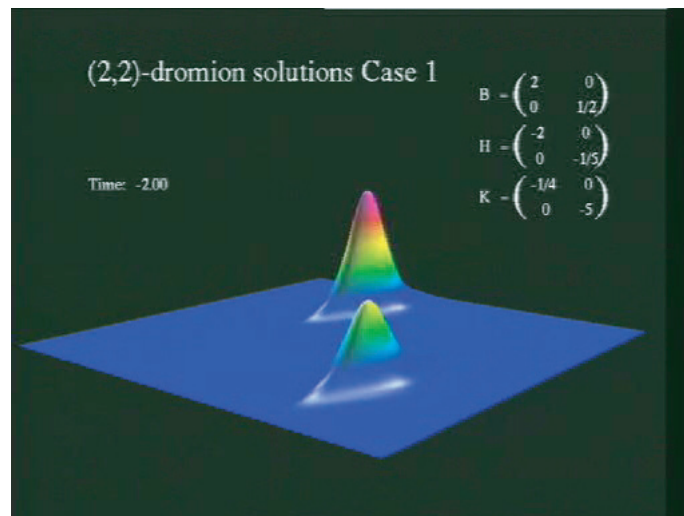 (2,2)-dromion solutions Case 1
B = (2 0
0 1/2)
H = (-2 0
0 -1/5)
K = (-1/4 0
0 -5)
Time: -2.00